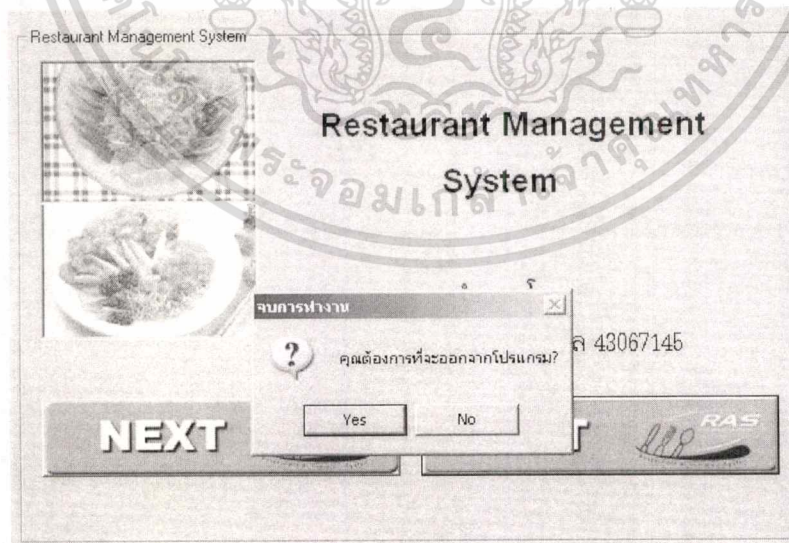 Restaurant Management System
Restaurant Management
System
จบการทำงาน
คุณต้องการที่จะออกจากโปรแกรม?
43067145
Yes
No
NEXT
RAS